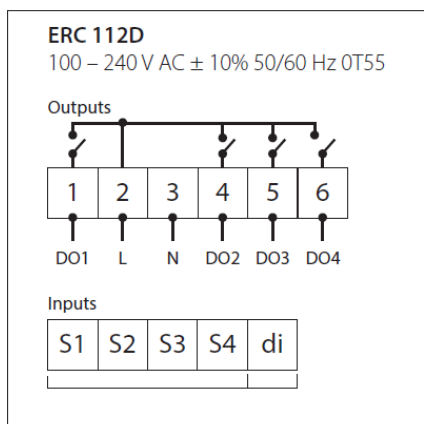 ERC 112D
100 – 240 V AC ± 10% 50/60 Hz 0T55
Outputs
1 2 3 4 5 6
DO1 L N DO2 DO3 DO4
Inputs
S1 S2 S3 S4 di